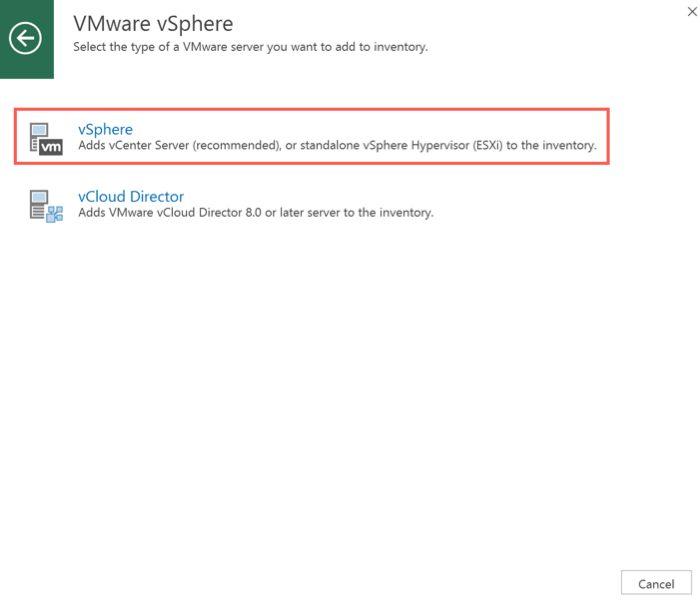 VMware vSphere
Select the type of a VMware server you want to add to inventory.
vSphere
Adds vCenter Server (recommended), or standalone vSphere Hypervisor (ESXi) to the inventory.
vm
vCloud Director
Adds VMware vCloud Director 8.0 or later server to the inventory.
Cancel